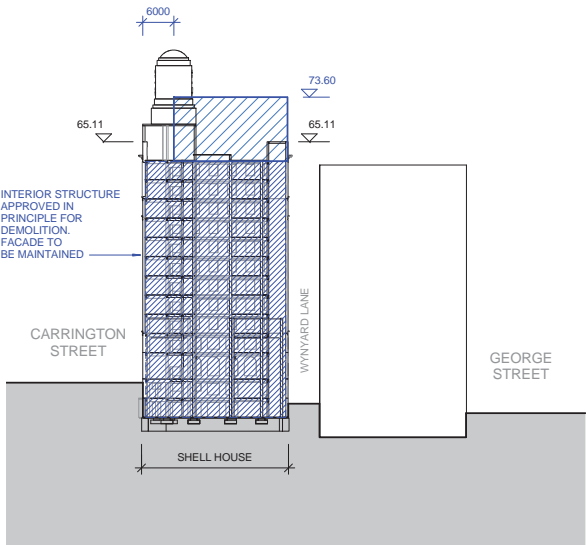 6000
73.60
65.11
65.11
INTERIOR STRUCTURE
APPROVED IN
PRINCIPLE FOR
DEMOLITION.
FACADE TO
BE MAINTAINED
CARRINGTON
STREET
WYNYARD LANE
GEORGE
STREET
SHELL HOUSE